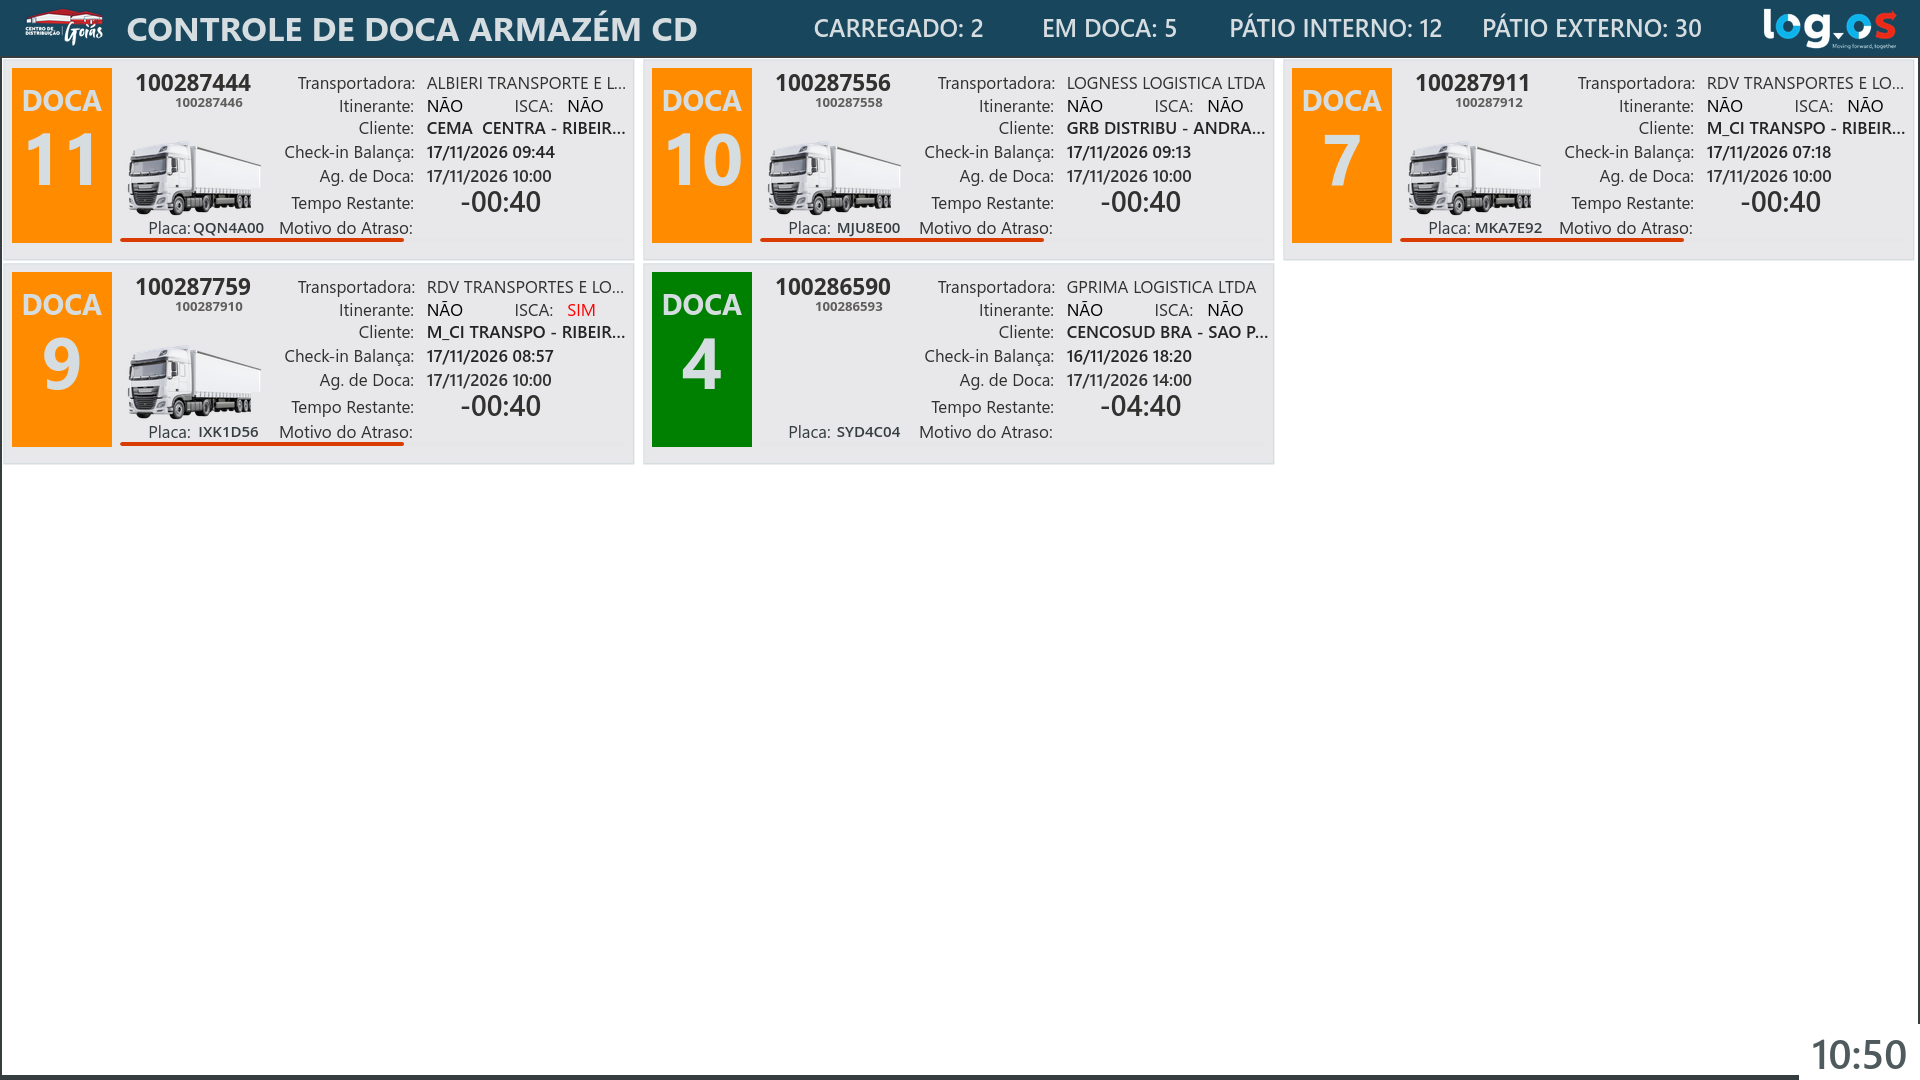 CENTRO DE DISTRIBUIÇÃO Goiás
CONTROLE DE DOCA ARMAZÉM CD
CARREGADO: 2
EM DOCA: 5
PÁTIO INTERNO: 12
PÁTIO EXTERNO: 30
log.os
Moving forward, together
DOCA
11
100287444
100287446
Transportadora: ALBIERI TRANSPORTE E L...
Itinerante: NÃO ISCA: NÃO
Cliente: CEMA CENTRA - RIBEIR...
Check-in Balança: 17/11/2026 09:44
Ag. de Doca: 17/11/2026 10:00
Tempo Restante: -00:40
Placa: QQN4A00 Motivo do Atraso:
DOCA
10
100287556
100287558
Transportadora: LOGNESS LOGISTICA LTDA
Itinerante: NÃO ISCA: NÃO
Cliente: GRB DISTRIBU - ANDRA...
Check-in Balança: 17/11/2026 09:13
Ag. de Doca: 17/11/2026 10:00
Tempo Restante: -00:40
Placa: MJU8E00 Motivo do Atraso:
DOCA
7
100287911
100287912
Transportadora: RDV TRANSPORTES E LO...
Itinerante: NÃO ISCA: NÃO
Cliente: M_CI TRANSPO - RIBEIR...
Check-in Balança: 17/11/2026 07:18
Ag. de Doca: 17/11/2026 10:00
Tempo Restante: -00:40
Placa: MKA7E92 Motivo do Atraso:
DOCA
9
100287759
100287910
Transportadora: RDV TRANSPORTES E LO...
Itinerante: NÃO ISCA: SIM
Cliente: M_CI TRANSPO - RIBEIR...
Check-in Balança: 17/11/2026 08:57
Ag. de Doca: 17/11/2026 10:00
Tempo Restante: -00:40
Placa: IXK1D56 Motivo do Atraso:
DOCA
4
100286590
100286593
Transportadora: GPRIMA LOGISTICA LTDA
Itinerante: NÃO ISCA: NÃO
Cliente: CENCOSUD BRA - SAO P...
Check-in Balança: 16/11/2026 18:20
Ag. de Doca: 17/11/2026 14:00
Tempo Restante: -04:40
Placa: SYD4C04 Motivo do Atraso:
10:50